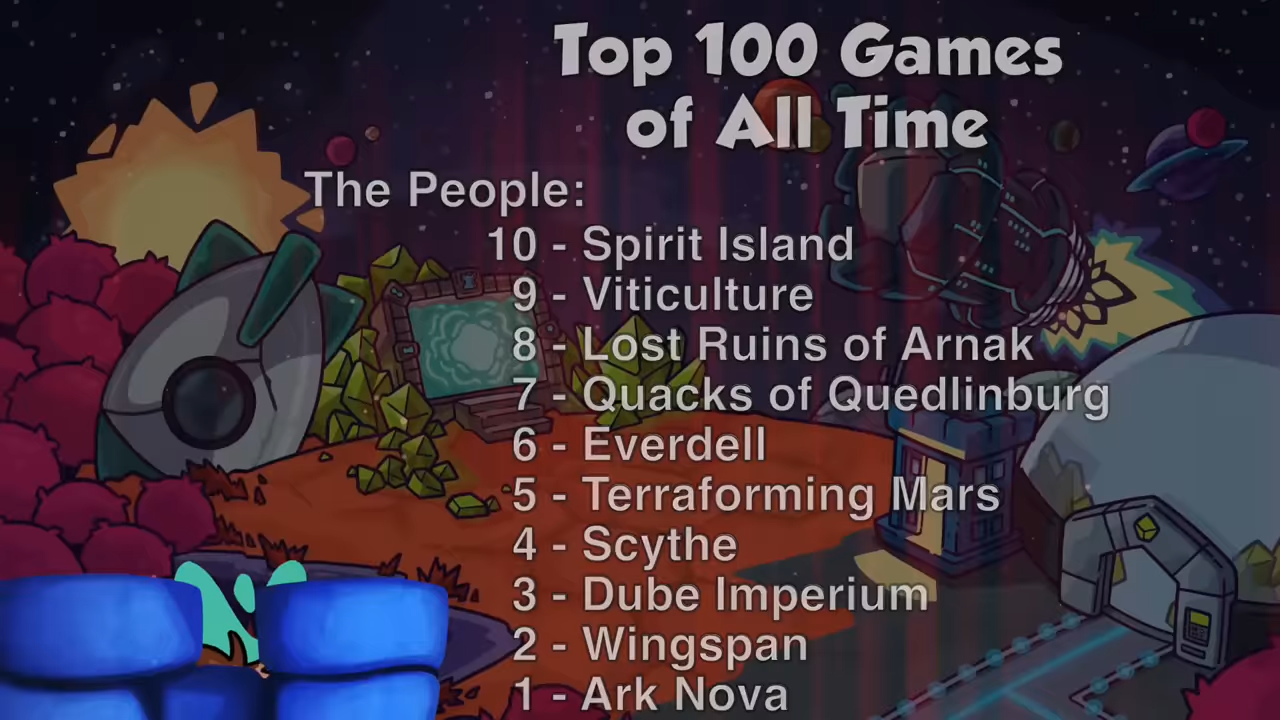 Top 100 Games
of All Time
The People:
10 - Spirit Island
9 - Viticulture
8 - Lost Ruins of Arnak
7 - Quacks of Quedlinburg
6 - Everdell
5 - Terraforming Mars
4 - Scythe
3 - Dube Imperium
2 - Wingspan
1 - Ark Nova